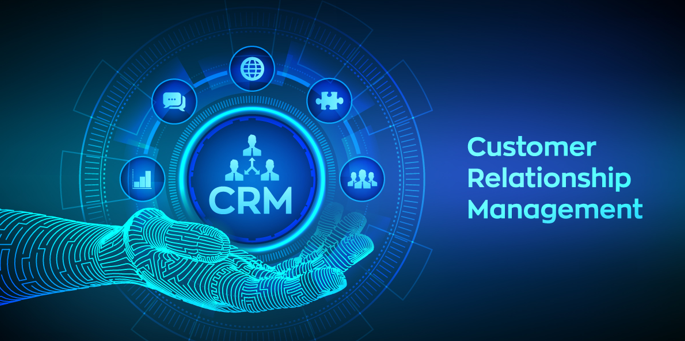 CRM
Customer
Relationship
Management